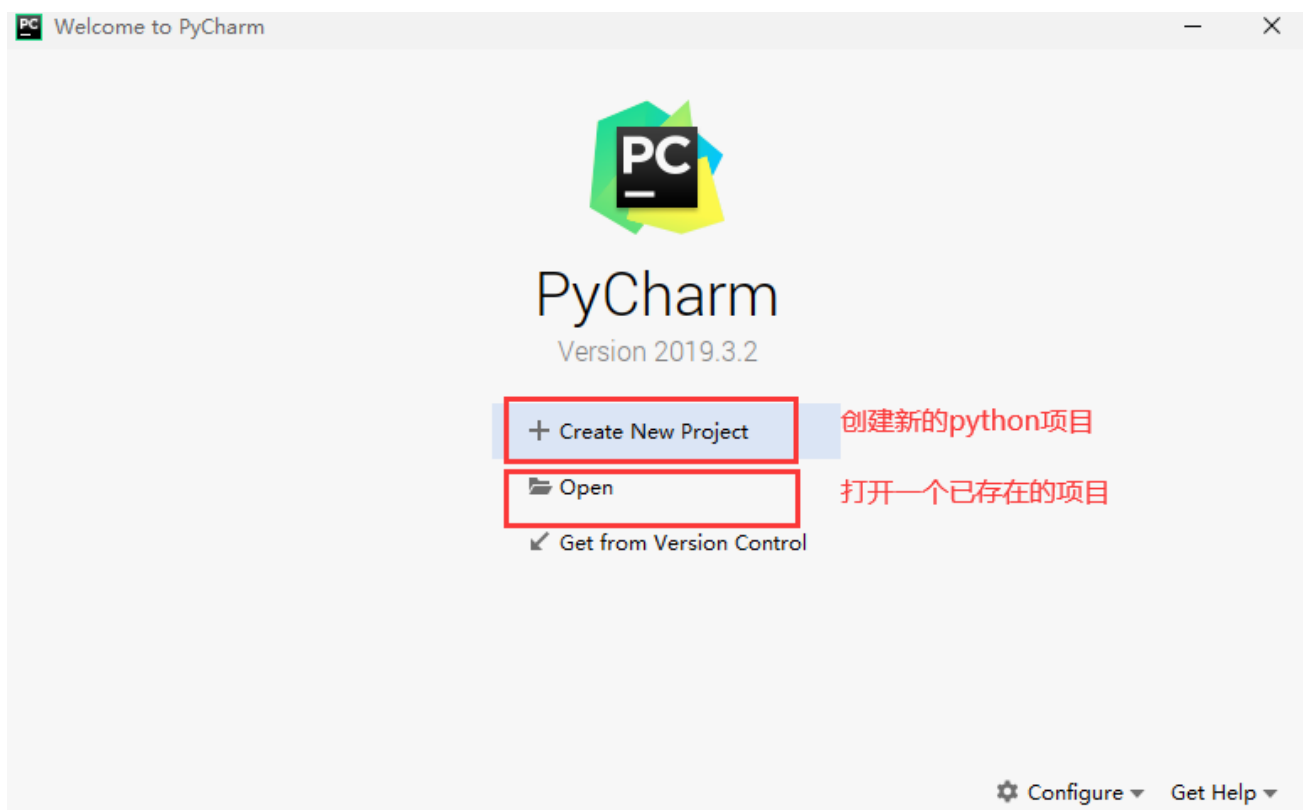 Welcome to PyCharm
PC
PyCharm
Version 2019.3.2
Create New Project
创建新的python项目
Open
打开一个已存在的项目
Get from Version Control
Configure
Get Help